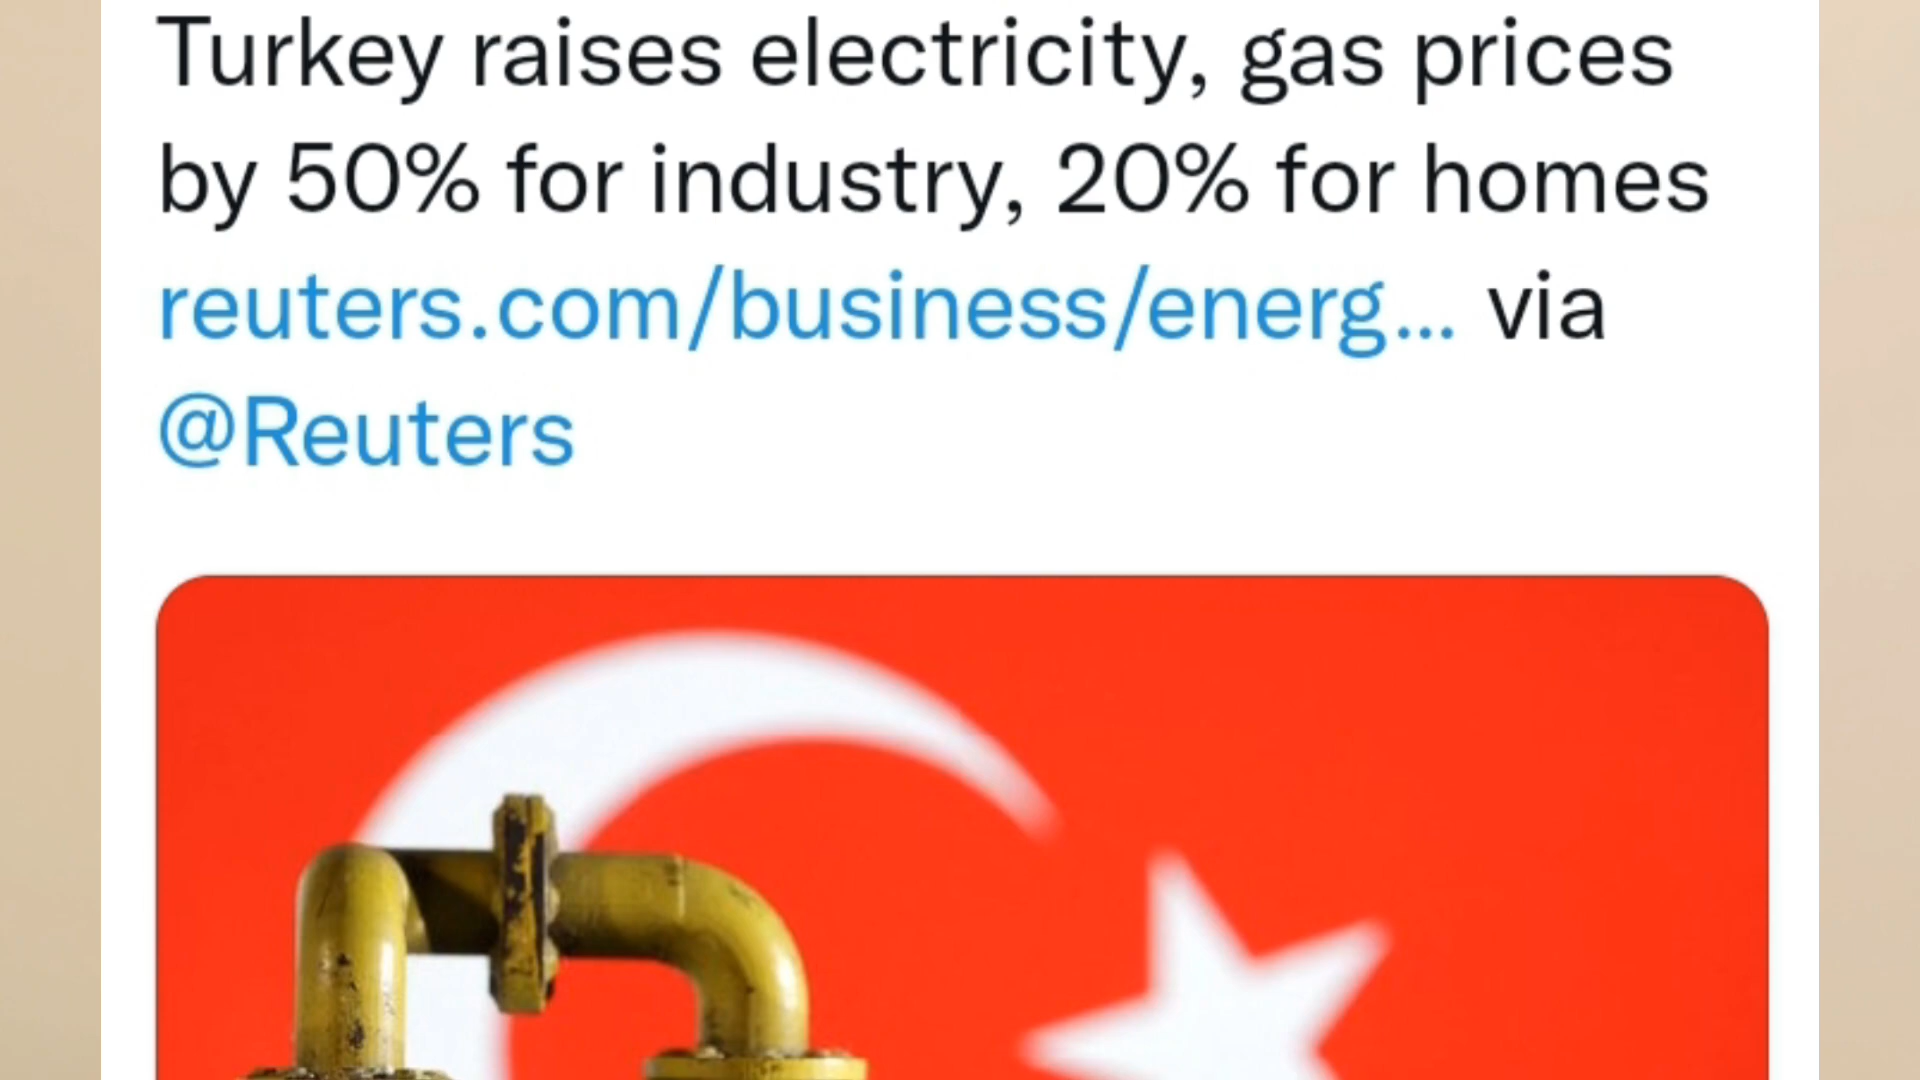 Turkey raises electricity, gas prices
by 50% for industry, 20% for homes
reuters.com/business/energ... via
@Reuters